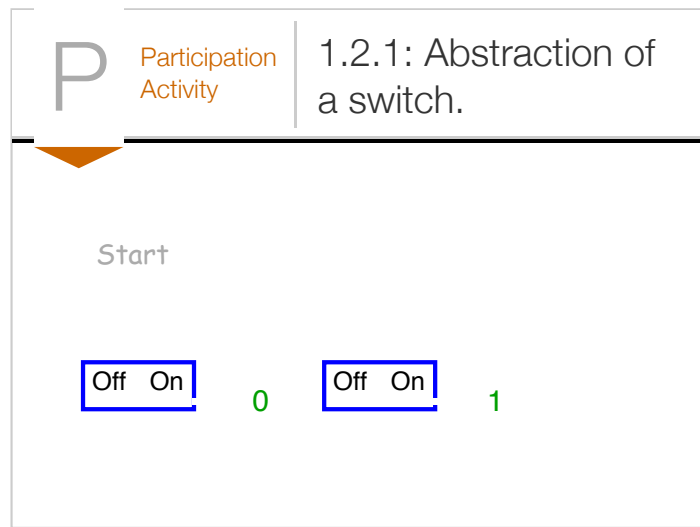 P
Participation
Activity
1.2.1: Abstraction of
a switch.
Start
Off On 0 Off On 1